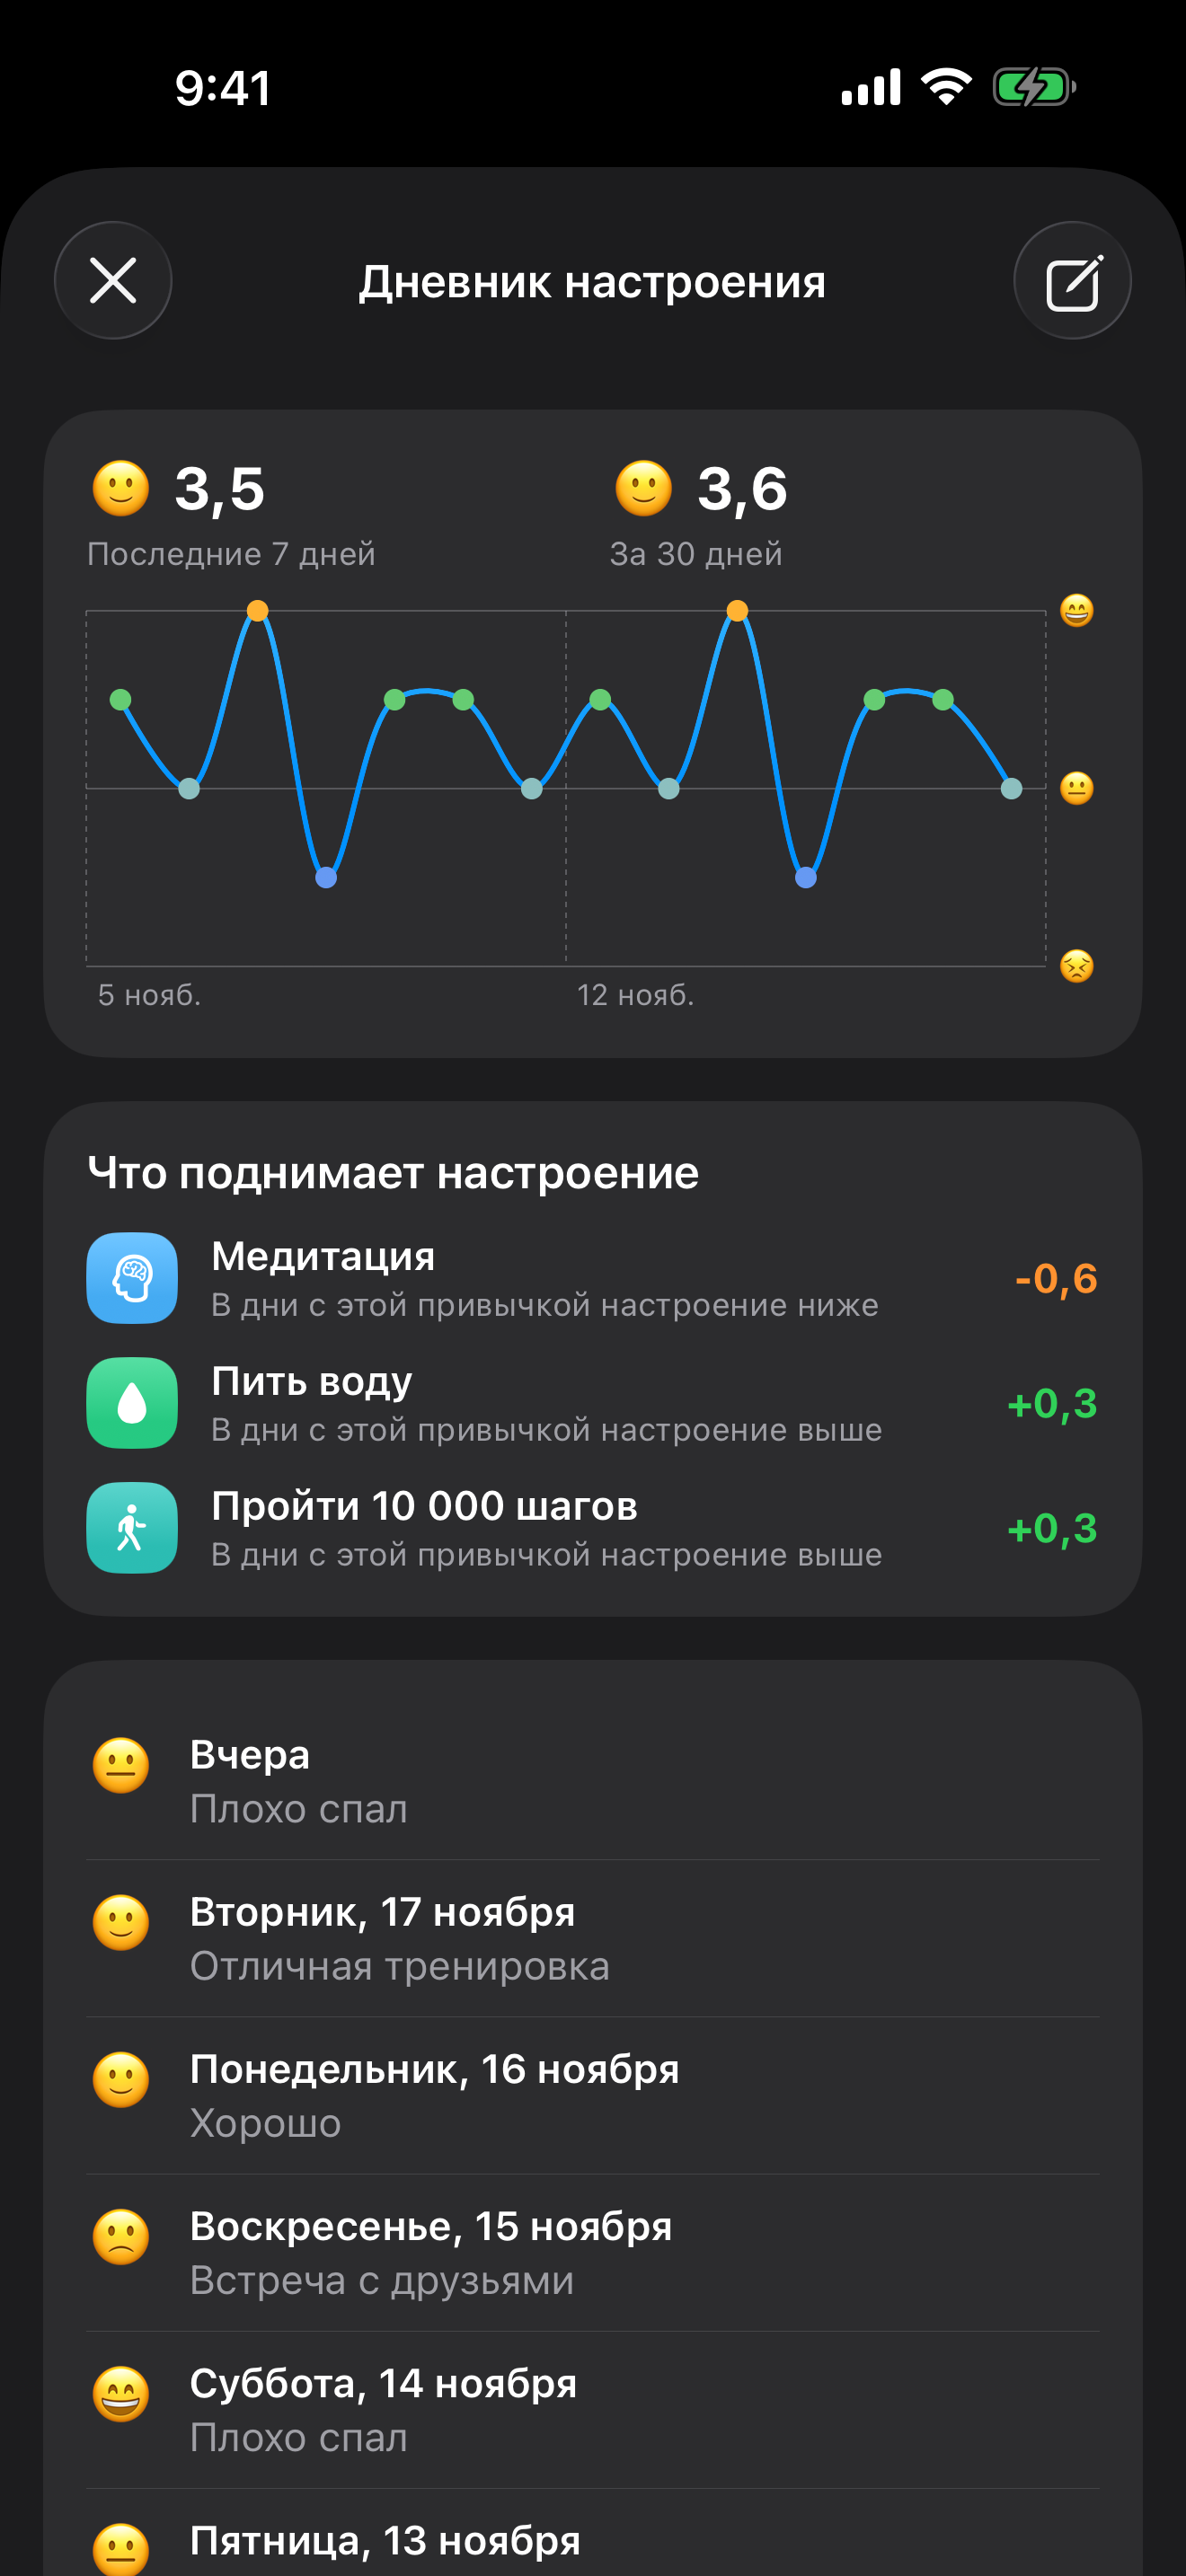 9:41
Дневник настроения
3,5
3,6
Последние 7 дней
За 30 дней
5 нояб.
12 нояб.
Что поднимает настроение
Медитация
В дни с этой привычкой настроение ниже
-0,6
Пить воду
В дни с этой привычкой настроение выше
+0,3
Пройти 10 000 шагов
В дни с этой привычкой настроение выше
+0,3
Вчера
Плохо спал
Вторник, 17 ноября
Отличная тренировка
Понедельник, 16 ноября
Хорошо
Воскресенье, 15 ноября
Встреча с друзьями
Суббота, 14 ноября
Плохо спал
Пятница, 13 ноября